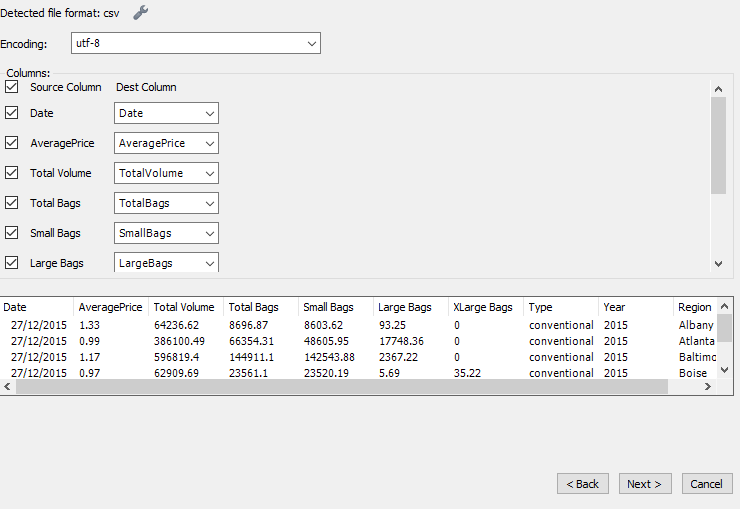 Detected file format: csv
Encoding: utf-8
Columns:
Source Column Dest Column
Date Date
AveragePrice AveragePrice
Total Volume TotalVolume
Total Bags TotalBags
Small Bags SmallBags
Large Bags LargeBags
Date AveragePrice Total Volume Total Bags Small Bags Large Bags XLarge Bags Type Year Region
27/12/2015 1.33 64236.62 8696.87 8603.62 93.25 0 conventional 2015 Albany
27/12/2015 0.99 386100.49 66354.31 48605.95 17748.36 0 conventional 2015 Atlanta
27/12/2015 1.17 596819.4 144911.1 142543.88 2367.22 0 conventional 2015 Baltimo
27/12/2015 0.97 62909.69 23561.1 23520.19 5.69 35.22 conventional 2015 Boise
< Back Next > Cancel